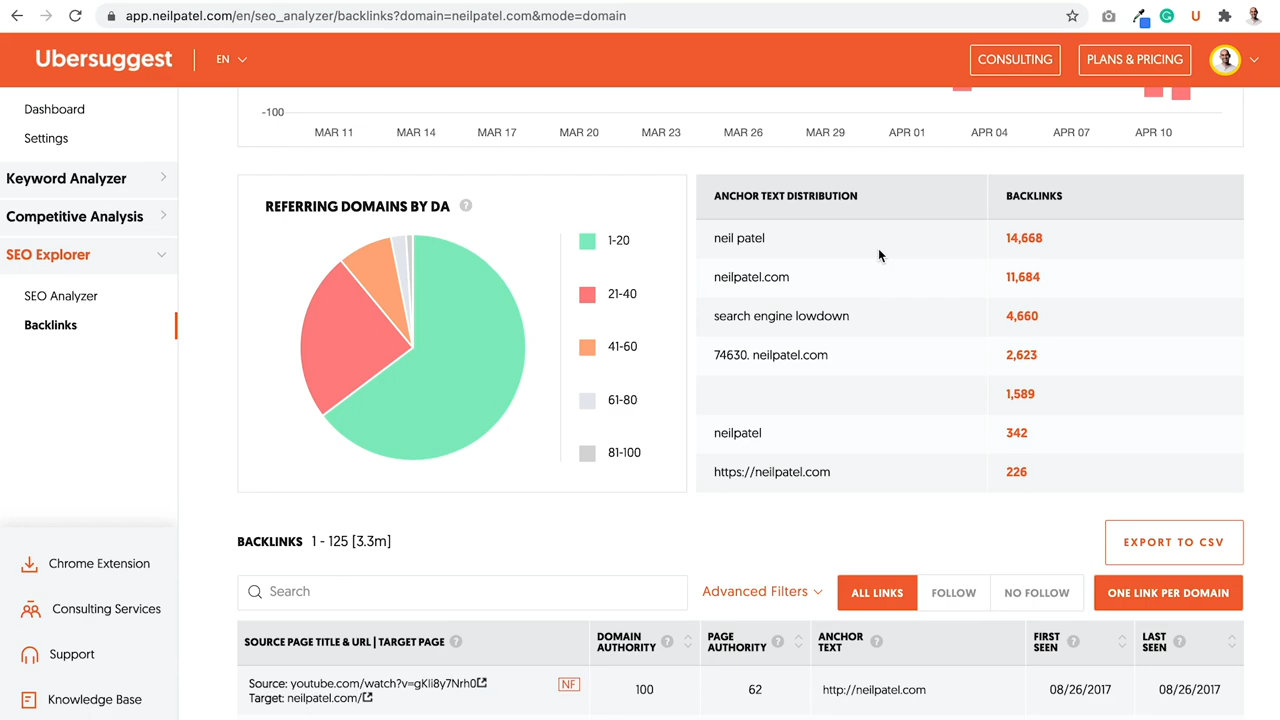 app.neilpatel.com/en/seo_analyzer/backlinks?domain=neilpatel.com&mode=domain
Ubersuggest
EN
CONSULTING
PLANS & PRICING
Dashboard
Settings
Keyword Analyzer
Competitive Analysis
SEO Explorer
SEO Analyzer
Backlinks
Chrome Extension
Consulting Services
Support
Knowledge Base
-100
MAR 11 MAR 14 MAR 17 MAR 20 MAR 23 MAR 26 MAR 29 APR 01 APR 04 APR 07 APR 10
REFERRING DOMAINS BY DA ?
1-20
21-40
41-60
61-80
81-100
ANCHOR TEXT DISTRIBUTION BACKLINKS
neil patel 14,668
neilpatel.com 11,684
search engine lowdown 4,660
74630. neilpatel.com 2,623
1,589
neilpatel 342
https://neilpatel.com 226
BACKLINKS 1 - 125 [3.3m]
EXPORT TO CSV
Search
Advanced Filters
ALL LINKS
FOLLOW
NO FOLLOW
ONE LINK PER DOMAIN
SOURCE PAGE TITLE & URL | TARGET PAGE ?
DOMAIN AUTHORITY ?
PAGE AUTHORITY ?
ANCHOR TEXT ?
FIRST SEEN ?
LAST SEEN ?
Source: youtube.com/watch?v=gKli8y7Nrh0
Target: neilpatel.com/
NF
100
62
http://neilpatel.com
08/26/2017
08/26/2017